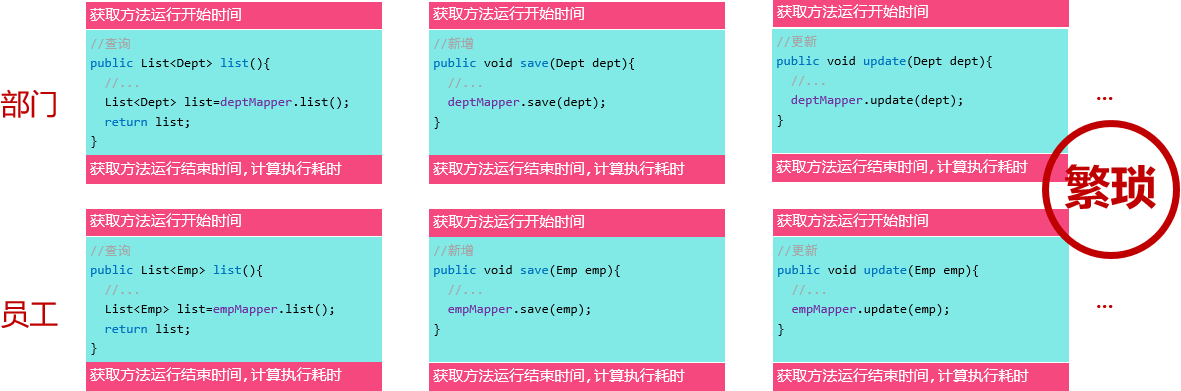 部门
获取方法运行开始时间
//查询
public List<Dept> list(){
//...
List<Dept> list=deptMapper.list();
return list;
}
获取方法运行结束时间,计算执行耗时
获取方法运行开始时间
//新增
public void save(Dept dept){
//...
deptMapper.save(dept);
}
获取方法运行结束时间,计算执行耗时
获取方法运行开始时间
//更新
public void update(Dept dept){
//...
deptMapper.update(dept);
}
获取方法运行结束时间,计算执行耗时
...
繁琐
员工
获取方法运行开始时间
//查询
public List<Emp> list(){
//...
List<Emp> list=empMapper.list();
return list;
}
获取方法运行结束时间,计算执行耗时
获取方法运行开始时间
//新增
public void save(Emp emp){
//...
empMapper.save(emp);
}
获取方法运行结束时间,计算执行耗时
获取方法运行开始时间
//更新
public void update(Emp emp){
//...
empMapper.update(emp);
}
获取方法运行结束时间,计算执行耗时
...